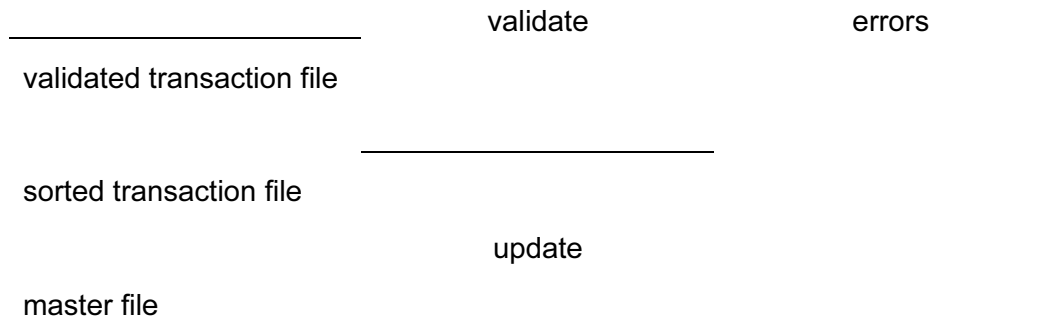 validate errors
validated transaction file
sorted transaction file
update
master file